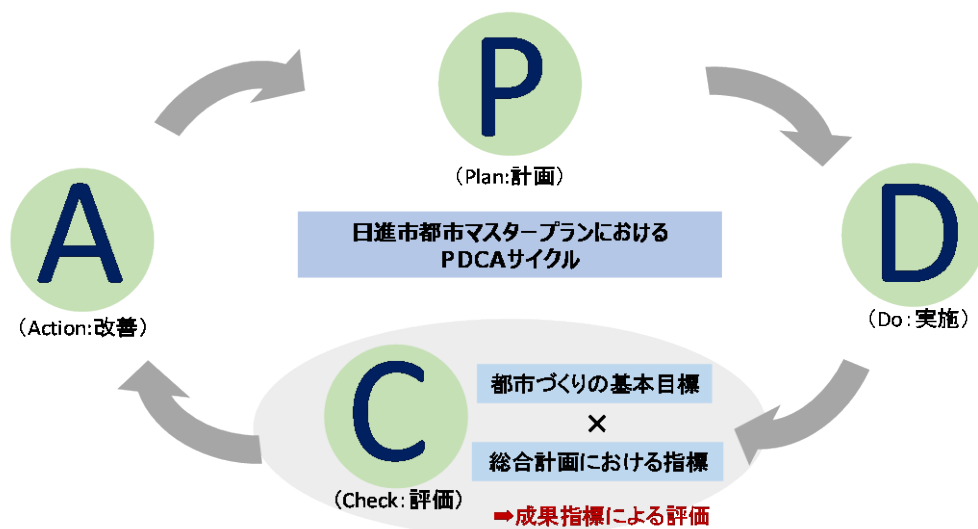 P
(Plan:計画)
A
(Action:改善)
日進市都市マスタープランにおける
PDCAサイクル
D
(Do:実施)
C
(Check:評価)
都市づくりの基本目標
×
総合計画における指標
➡成果指標による評価